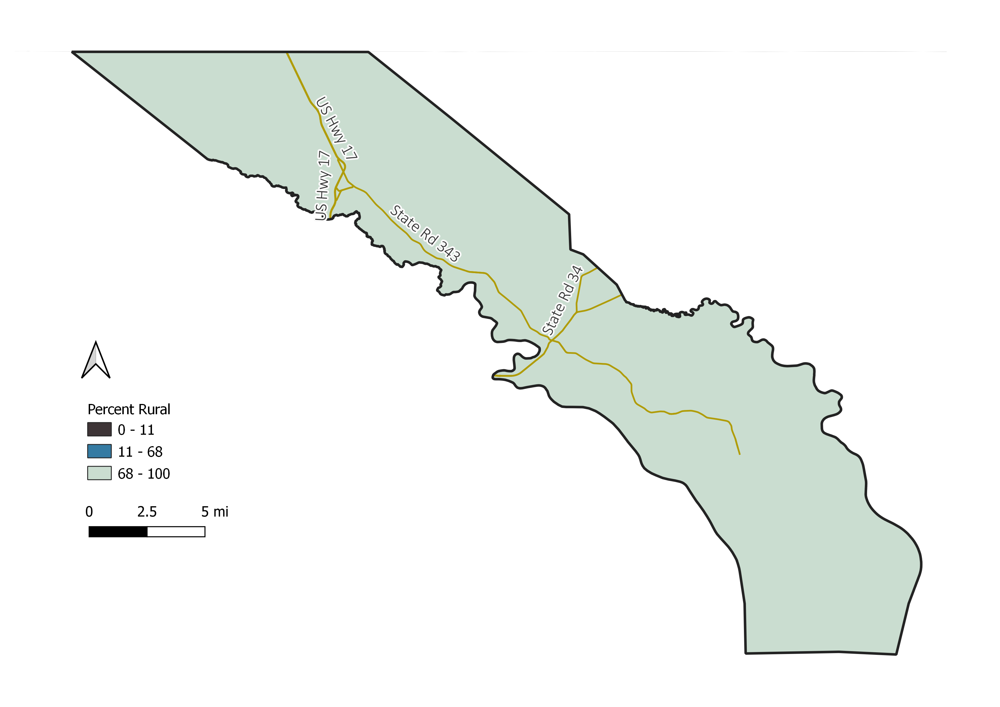 US Hwy 17
US Hwy 17
State Rd 343
State Rd 34
Percent Rural
0 - 11
11 - 68
68 - 100
0 2.5 5 mi